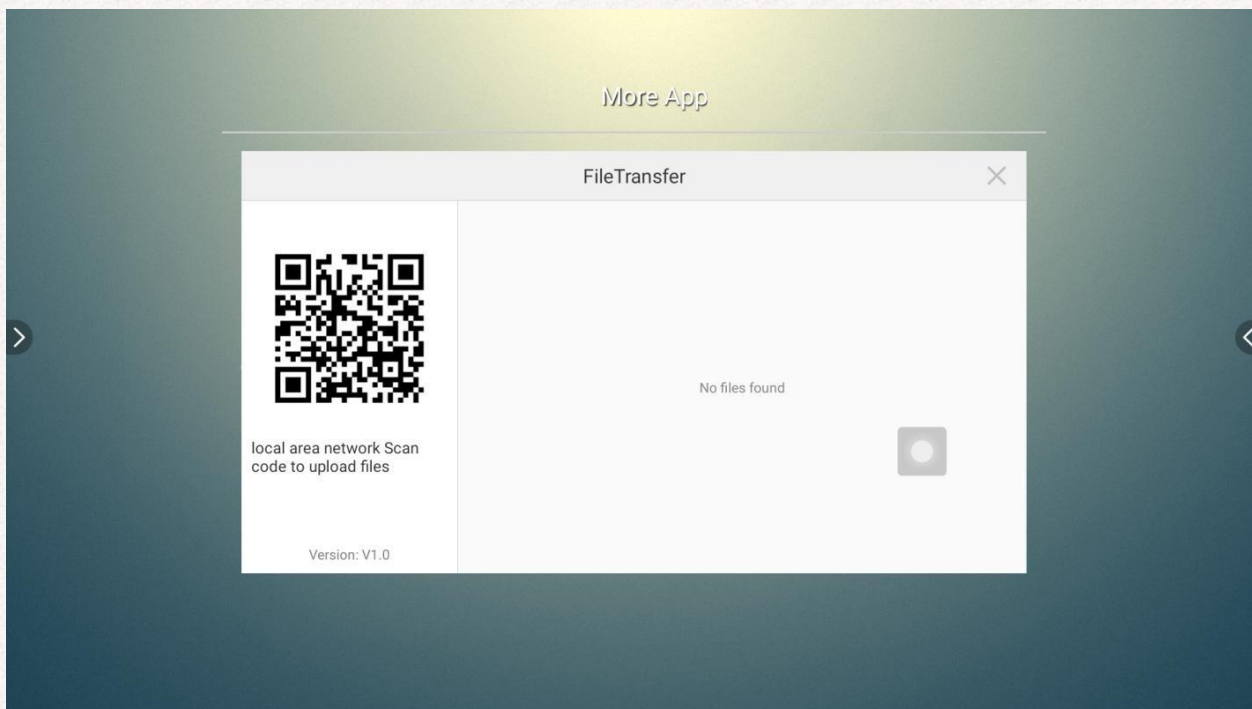 More App
FileTransfer
No files found
local area network Scan
code to upload files
Version: V1.0